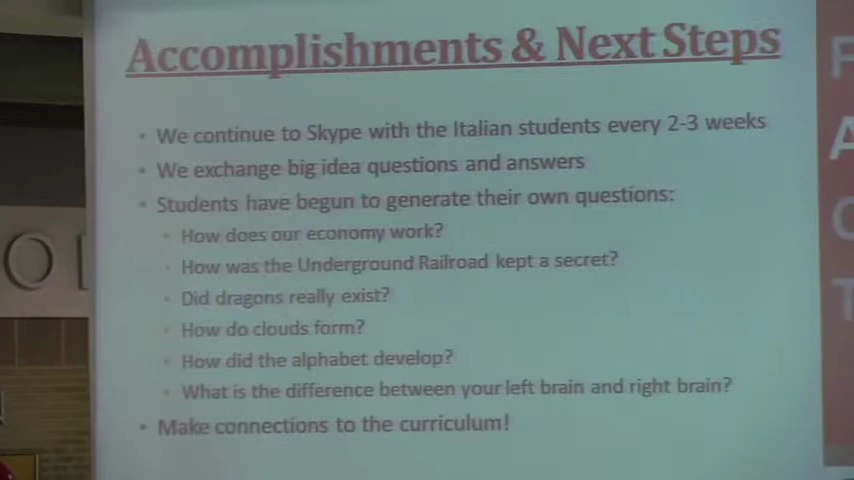 Accomplishments & Next Steps
• We continue to Skype with the Italian students every 2-3 weeks
• We exchange big idea questions and answers
• Students have begun to generate their own questions:
• How does our economy work?
• How was the Underground Railroad kept a secret?
• Did dragons really exist?
• How do clouds form?
• How did the alphabet develop?
• What is the difference between your left brain and right brain?
• Make connections to the curriculum!